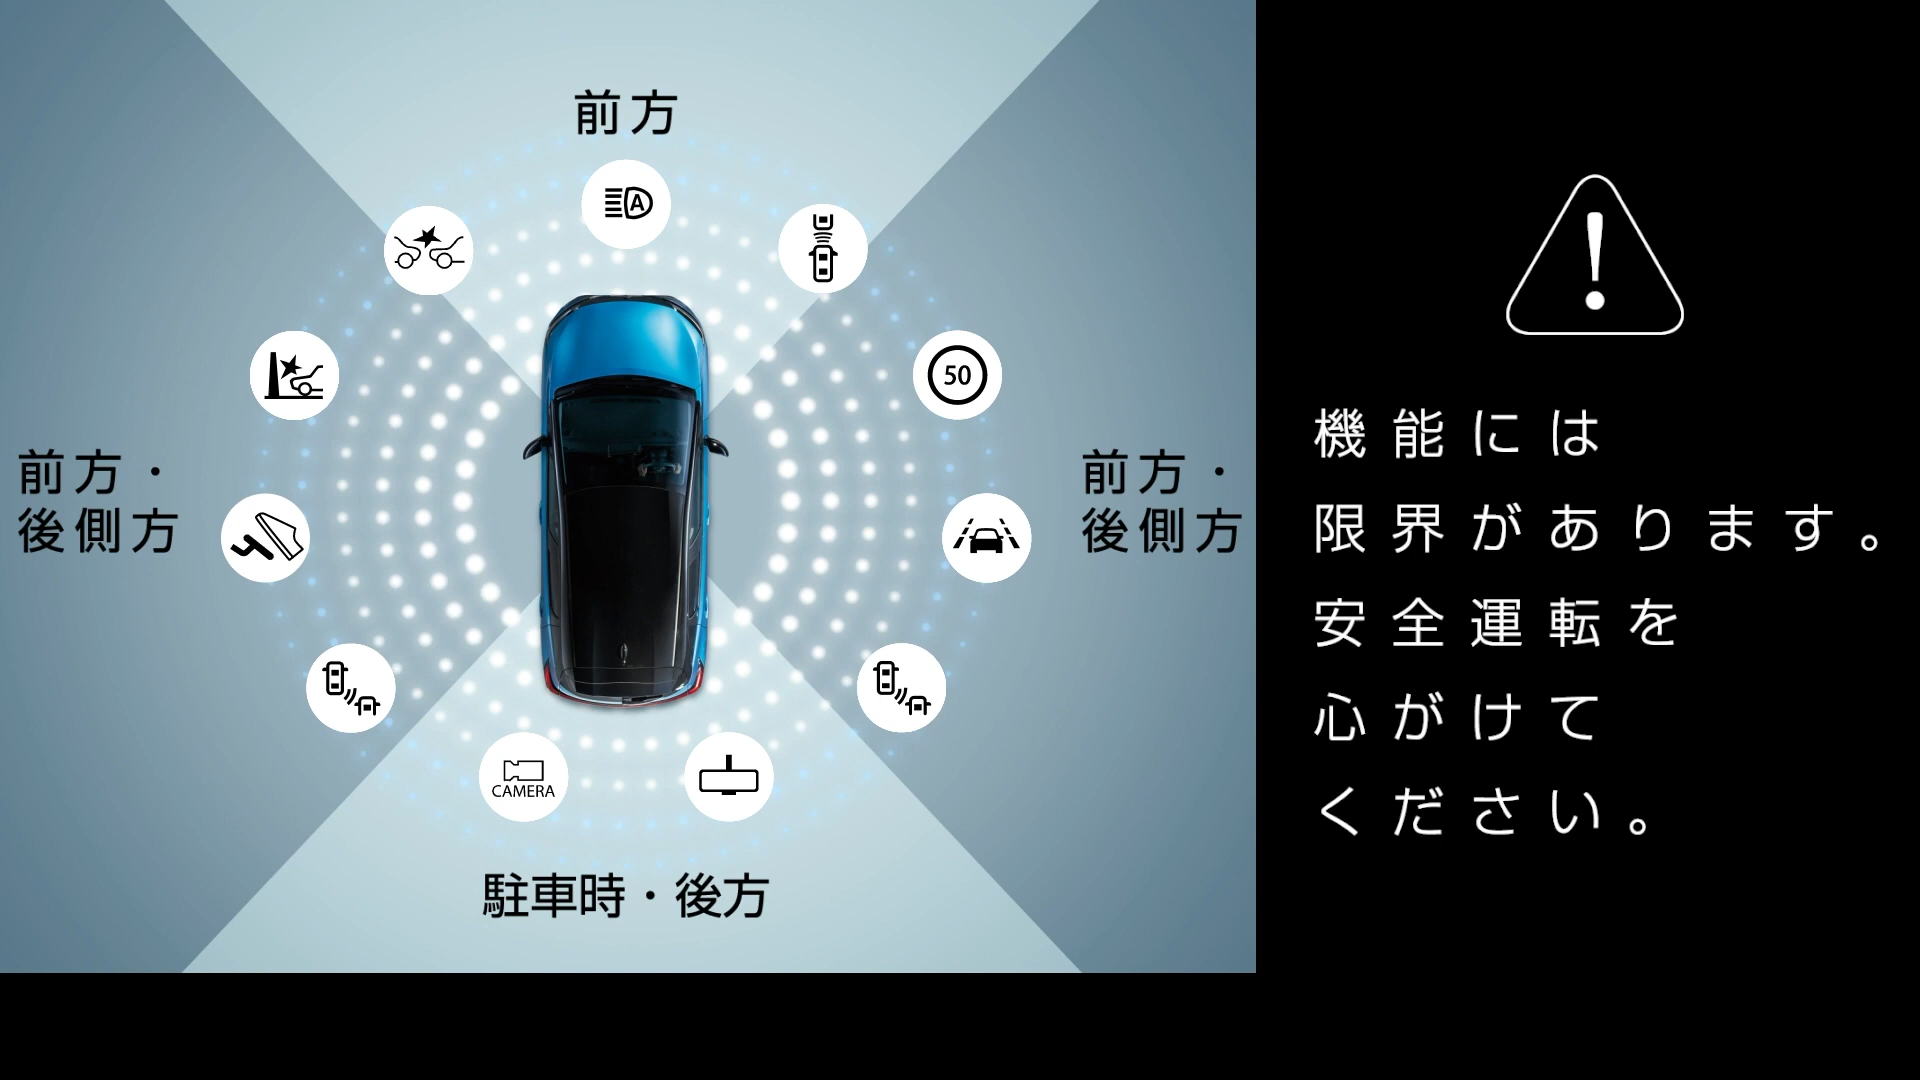 前方
A
50
前方・
後側方
前方・
後側方
CAMERA
駐車時・後方
機能には
限界があります。
安全運転を
心がけて
ください。